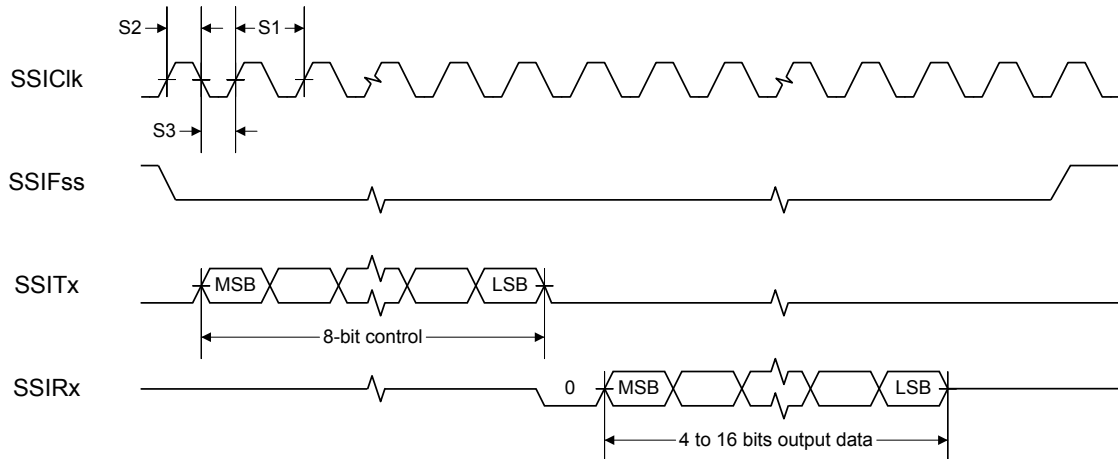 S2
S1
SSIClk
S3
SSIFss
SSITx
MSB
LSB
8-bit control
SSIRx
0
MSB
LSB
4 to 16 bits output data